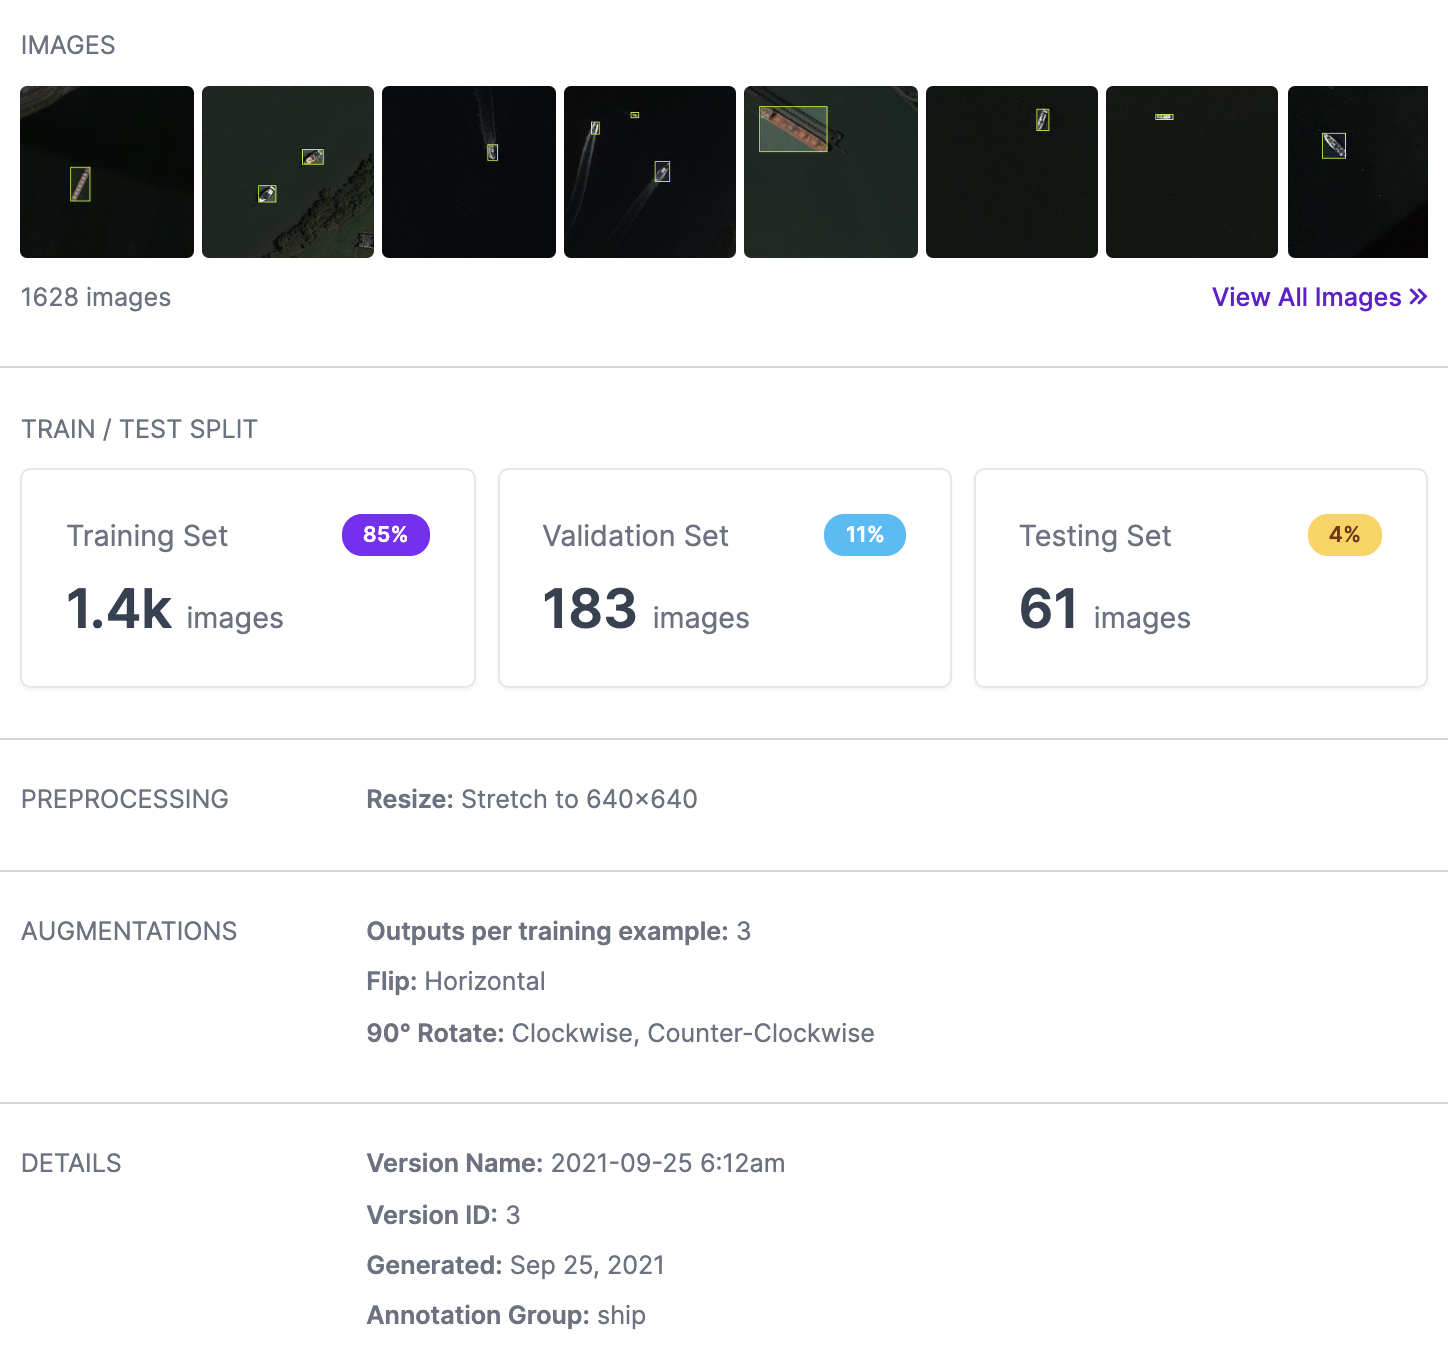 IMAGES
1628 images
View All Images »
TRAIN / TEST SPLIT
Training Set 85%
1.4k images
Validation Set 11%
183 images
Testing Set 4%
61 images
PREPROCESSING
Resize: Stretch to 640×640
AUGMENTATIONS
Outputs per training example: 3
Flip: Horizontal
90° Rotate: Clockwise, Counter-Clockwise
DETAILS
Version Name: 2021-09-25 6:12am
Version ID: 3
Generated: Sep 25, 2021
Annotation Group: ship